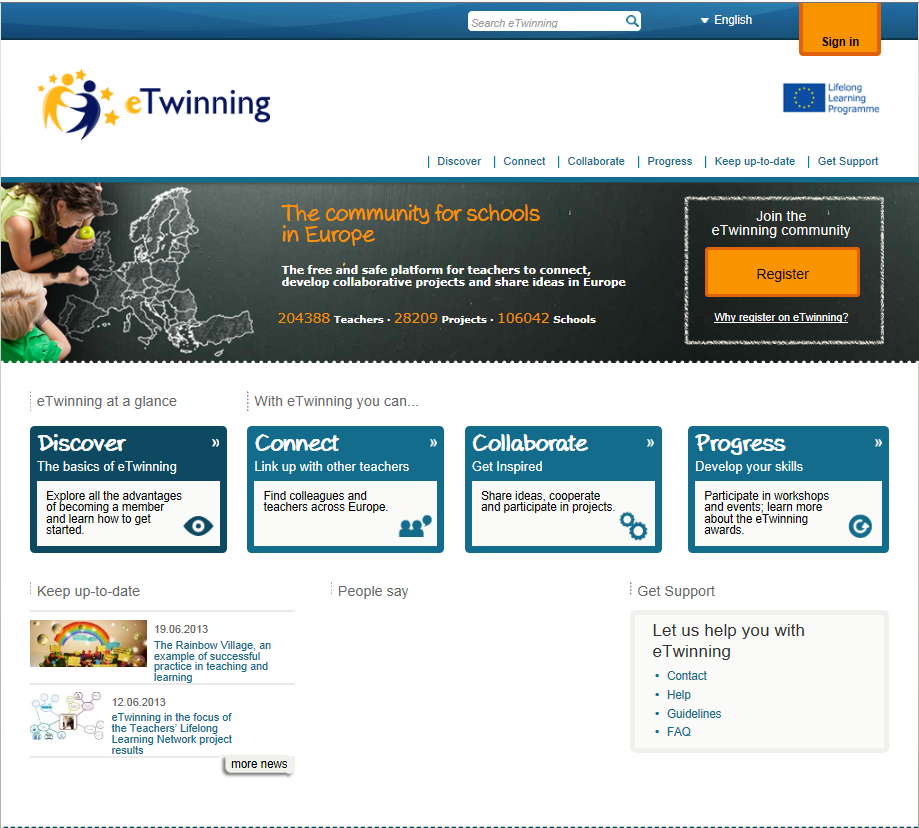 Search eTwinning
English
Sign in
eTwinning
Lifelong
Learning
Programme
Discover
Connect
Collaborate
Progress
Keep up-to-date
Get Support
The community for schools
in Europe
The free and safe platform for teachers to connect,
develop collaborative projects and share ideas in Europe
204388 Teachers · 28209 Projects · 106042 Schools
Join the
eTwinning community
Register
Why register on eTwinning?
eTwinning at a glance
With eTwinning you can...
Discover »
The basics of eTwinning
Explore all the advantages
of becoming a member
and learn how to get
started.
Connect »
Link up with other teachers
Find colleagues and
teachers across Europe.
Collaborate »
Get Inspired
Share ideas, cooperate
and participate in projects.
Progress »
Develop your skills
Participate in workshops
and events; learn more
about the eTwinning
awards.
Keep up-to-date
19.06.2013
The Rainbow Village, an
example of successful
practice in teaching and
learning
12.06.2013
eTwinning in the focus of
the Teachers' Lifelong
Learning Network project
results
more news
People say
Get Support
Let us help you with
eTwinning
• Contact
• Help
• Guidelines
• FAQ